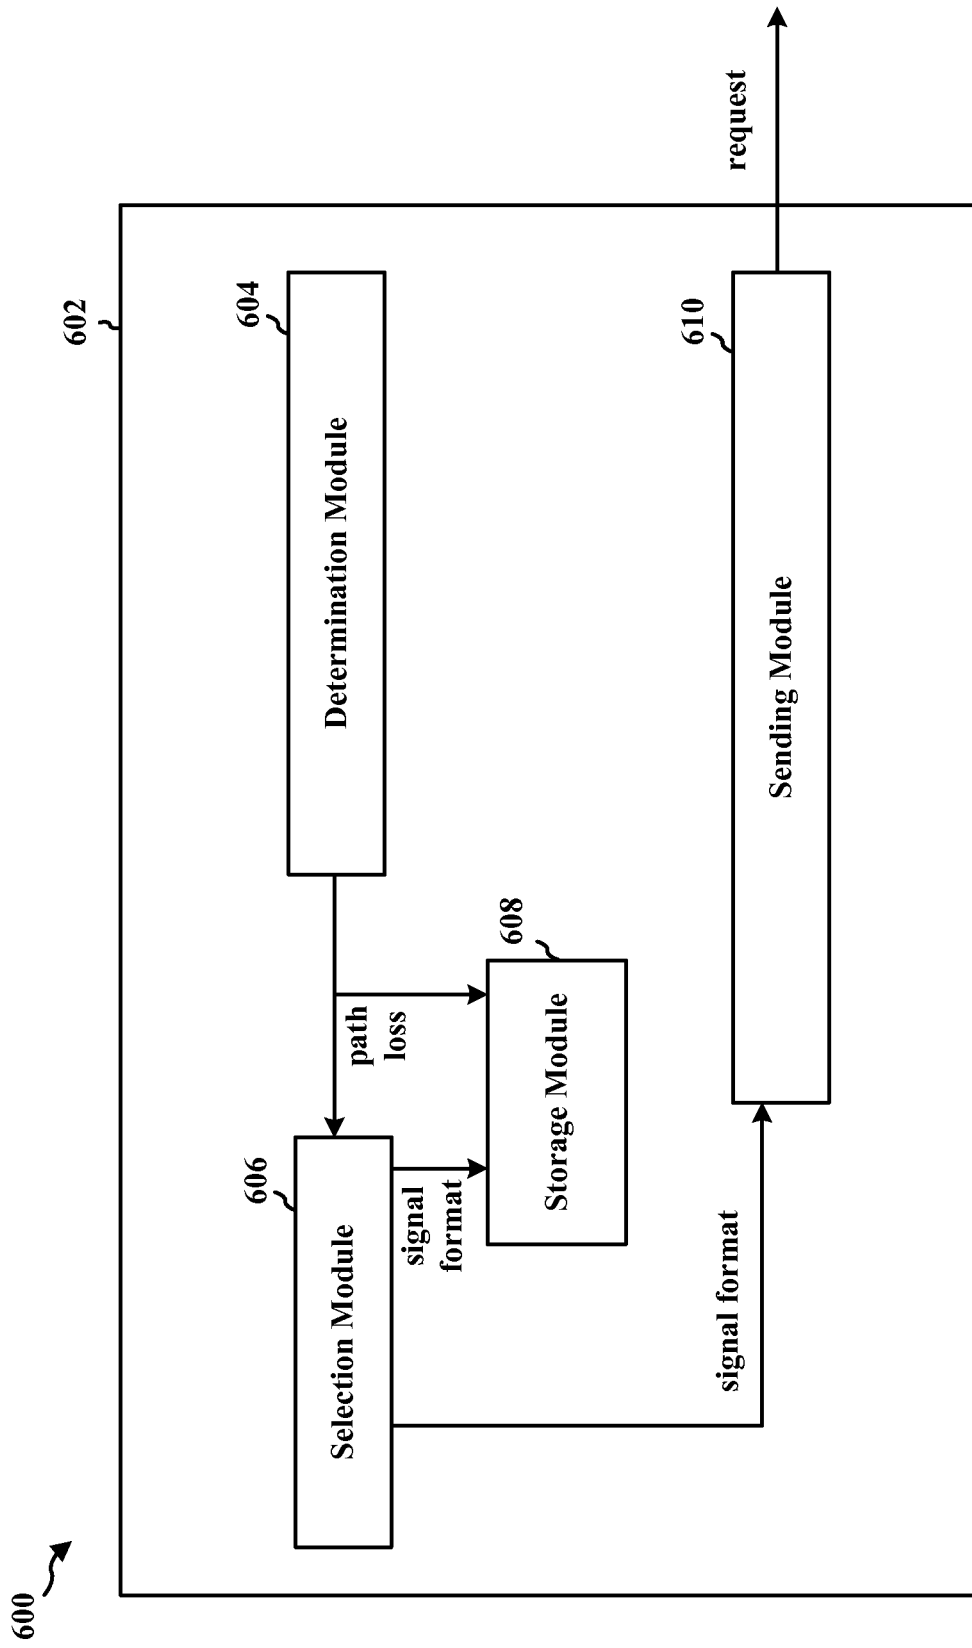 600
602
Selection Module
606
Determination Module
604
path
loss
signal
format
Storage Module
608
signal format
Sending Module
610
request